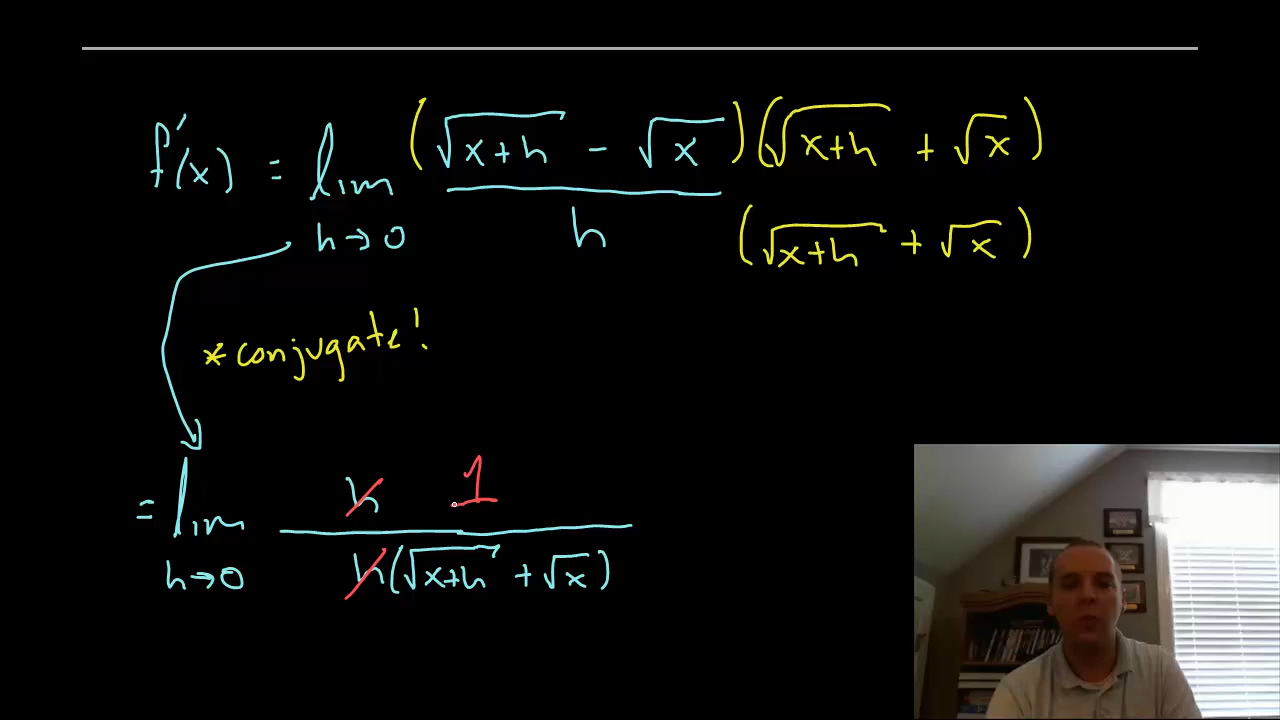 f'(x) = lim (√(x+h) - √x)(√(x+h) + √x)
h→0 h (√(x+h) + √x)
*conjugate!
= lim h 1
h→0 h(√(x+h) + √x)